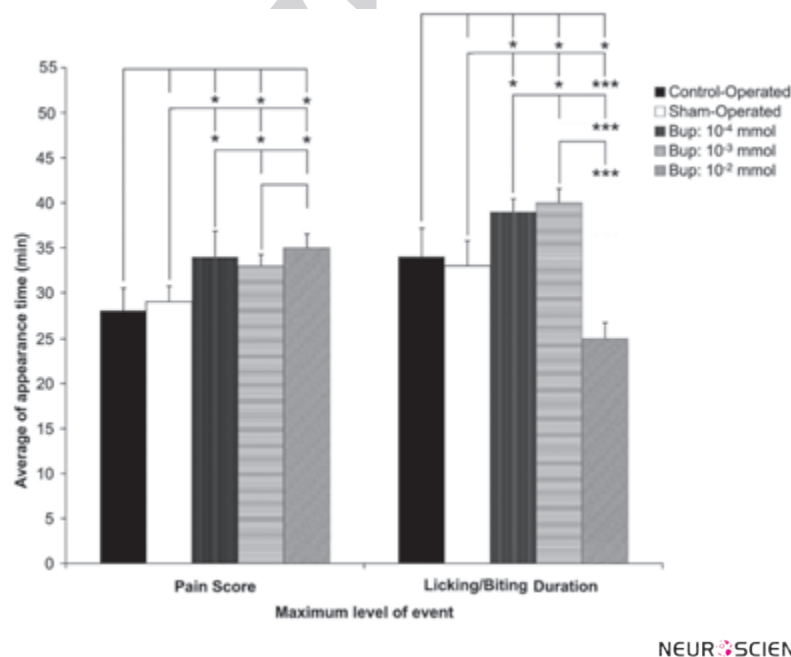 55
50
45
40
35
30
25
20
15
10
5
0
Average of appearance time (min)
* * *
* * *
* * *
* * ***
***
***
Control-Operated
Sham-Operated
Bup: 10-4 mmol
Bup: 10-3 mmol
Bup: 10-2 mmol
Pain Score
Licking/Biting Duration
Maximum level of event
NEUROSCIEN